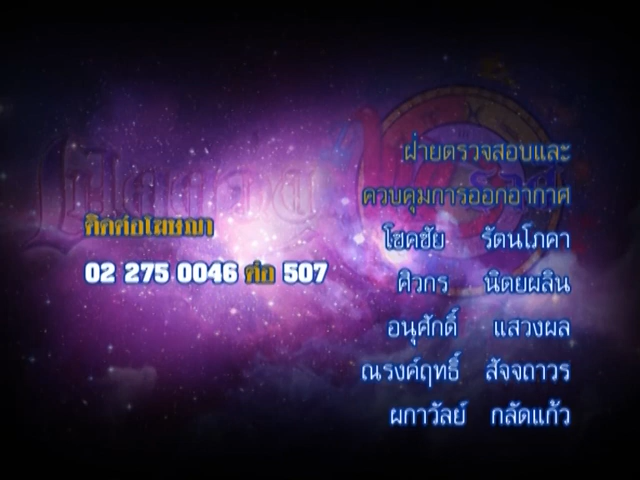 ติดต่อโฆษณา
02 275 0046 ต่อ 507
ฝ่ายตรวจสอบและ
ควบคุมการออกอากาศ
โชคชัย รัตนโภคา
ศิวกร นิตยผลิน
อนุศักดิ์ แสวงผล
ณรงค์ฤทธิ์ สัจจถาวร
ผกาวัลย์ กลัดแก้ว